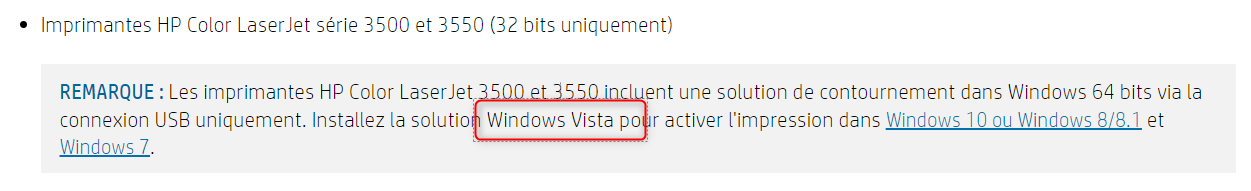 Imprimantes HP Color LaserJet série 3500 et 3550 (32 bits uniquement)
REMARQUE : Les imprimantes HP Color LaserJet 3500 et 3550 incluent une solution de contournement dans Windows 64 bits via la
connexion USB uniquement. Installez la solution Windows Vista pour activer l'impression dans Windows 10 ou Windows 8/8.1 et
Windows 7.